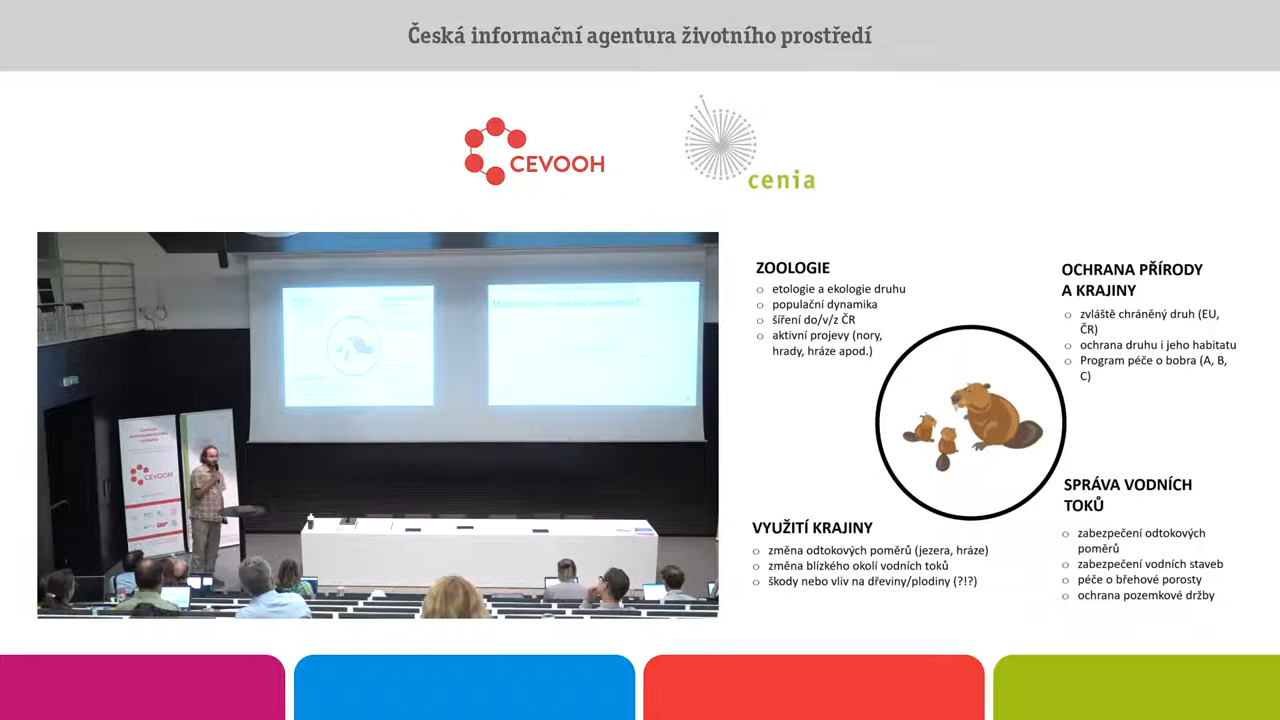 Česká informační agentura životního prostředí
CEVOOH
cenia
ZOOLOGIE
o etologie a ekologie druhu
o populační dynamika
o šíření do/v/z ČR
o aktivní projevy (nory,
hrady, hráze apod.)
OCHRANA PŘÍRODY
A KRAJINY
o zvláště chráněný druh (EU,
ČR)
o ochrana druhu i jeho habitatu
o Program péče o bobra (A, B,
C)
VYUŽITÍ KRAJINY
o změna odtokových poměrů (jezera, hráze)
o změna blízkého okolí vodních toků
o škody nebo vliv na dřeviny/plodiny (?!?)
SPRÁVA VODNÍCH
TOKŮ
o zabezpečení odtokových
poměrů
o zabezpečení vodních staveb
o péče o břehové porosty
o ochrana pozemkové držby
CEVOOH